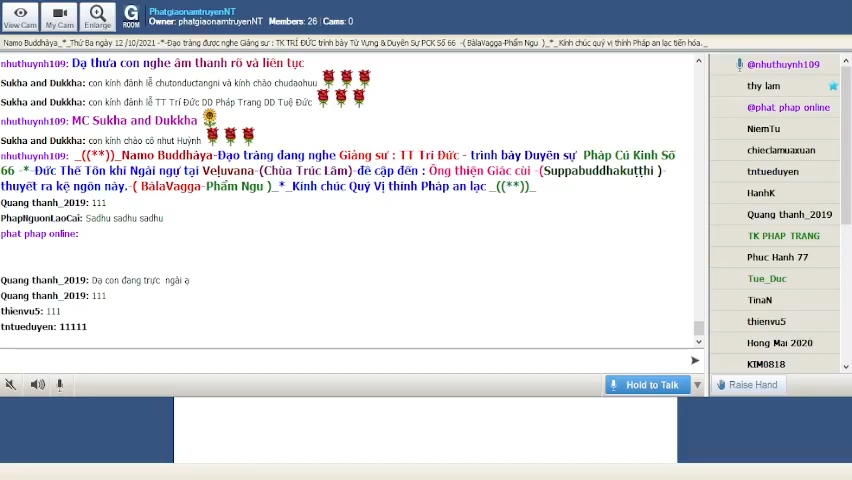 PhatgiaonamtruyenNT
Owner: phatgiaonamtruyenNT Members: 26 Cams: 0
View Cam
My Cam
Enlarge
G ROOM
Namo Buddhàya_*_Thứ Ba ngày 12 /10/2021 -*-Đạo tràng được nghe Giảng sư : TK TRÍ ĐỨC trình bày Từ Vựng & Duyên Sự PCK Số 66 -( BàlaVagga-Phẩm Ngu )_*_ Kính chúc quý vị thính Pháp an lạc tiến hóa._
nhuthuynh109: Dạ thưa con nghe âm thanh rõ và liên tục
Sukha and Dukkha: con kính đảnh lễ chutonductangni và kính chào chudaohuu
Sukha and Dukkha: con kính đảnh lễ TT Trí Đức DD Pháp Trang DD Tuệ Đức
nhuthuynh109: MC Sukha and Dukkha
Sukha and Dukkha: con kính chào cô nhut Huỳnh
nhuthuynh109: _((**))_Namo Buddhàya-Đạo tràng đang nghe Giảng sư : TT Trí Đức - trình bày Duyên sự Pháp Cú Kinh Số
66 -*-Đức Thế Tôn khi Ngài ngự tại Veḷuvana-(Chùa Trúc Lâm)-đề cập đến : Ông thiện Giác cùi -(Suppabuddhakuṭṭhi )-
thuyết ra kệ ngôn này.-( BàlaVagga-Phẩm Ngu )_*_Kính chúc Quý Vị thính Pháp an lạc _((**))_
Quang thanh_2019: 111
PhapNguonLaoCai: Sadhu sadhu sadhu
phat phap online:
Quang thanh_2019: Dạ con đang trực ngài ạ
Quang thanh_2019: 111
thienvu5: 111
tntueduyen: 11111
Hold to Talk
@nhuthuynh109
thy lam
@phat phap online
NiemTu
chieclamuaxuan
tntueduyen
HanhK
Quang thanh_2019
TK PHAP TRANG
Phuc Hanh 77
Tue_Duc
TinaN
thienvu5
Hong Mai 2020
KIM0818
Raise Hand